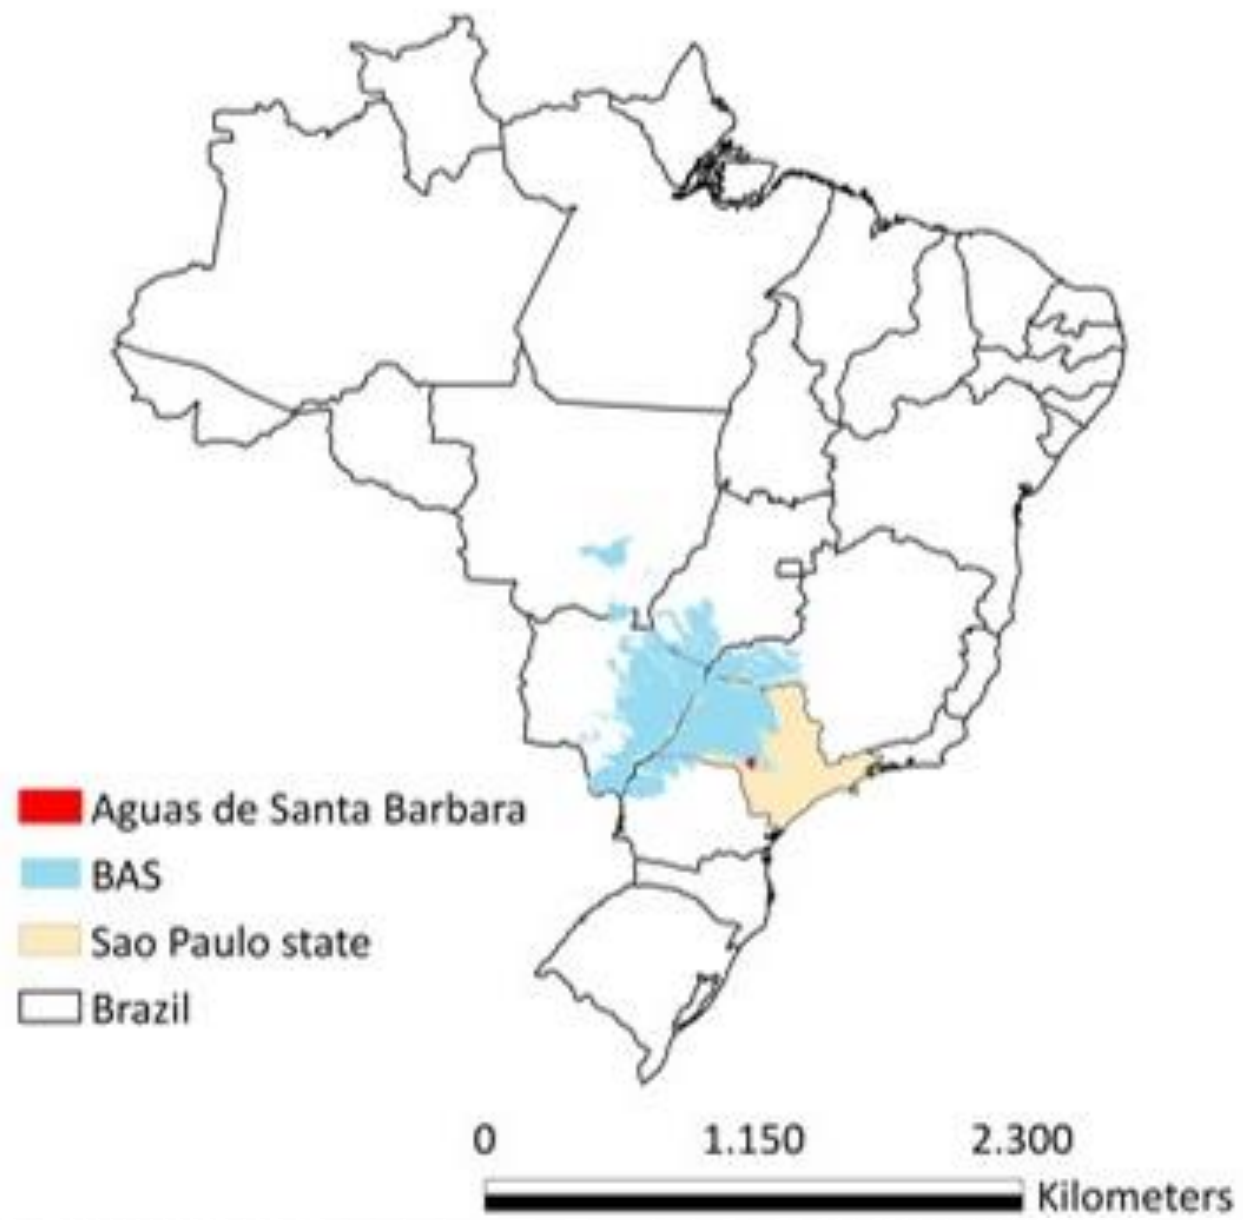 Aguas de Santa Barbara
BAS
Sao Paulo state
Brazil
0 1.150 2.300
Kilometers